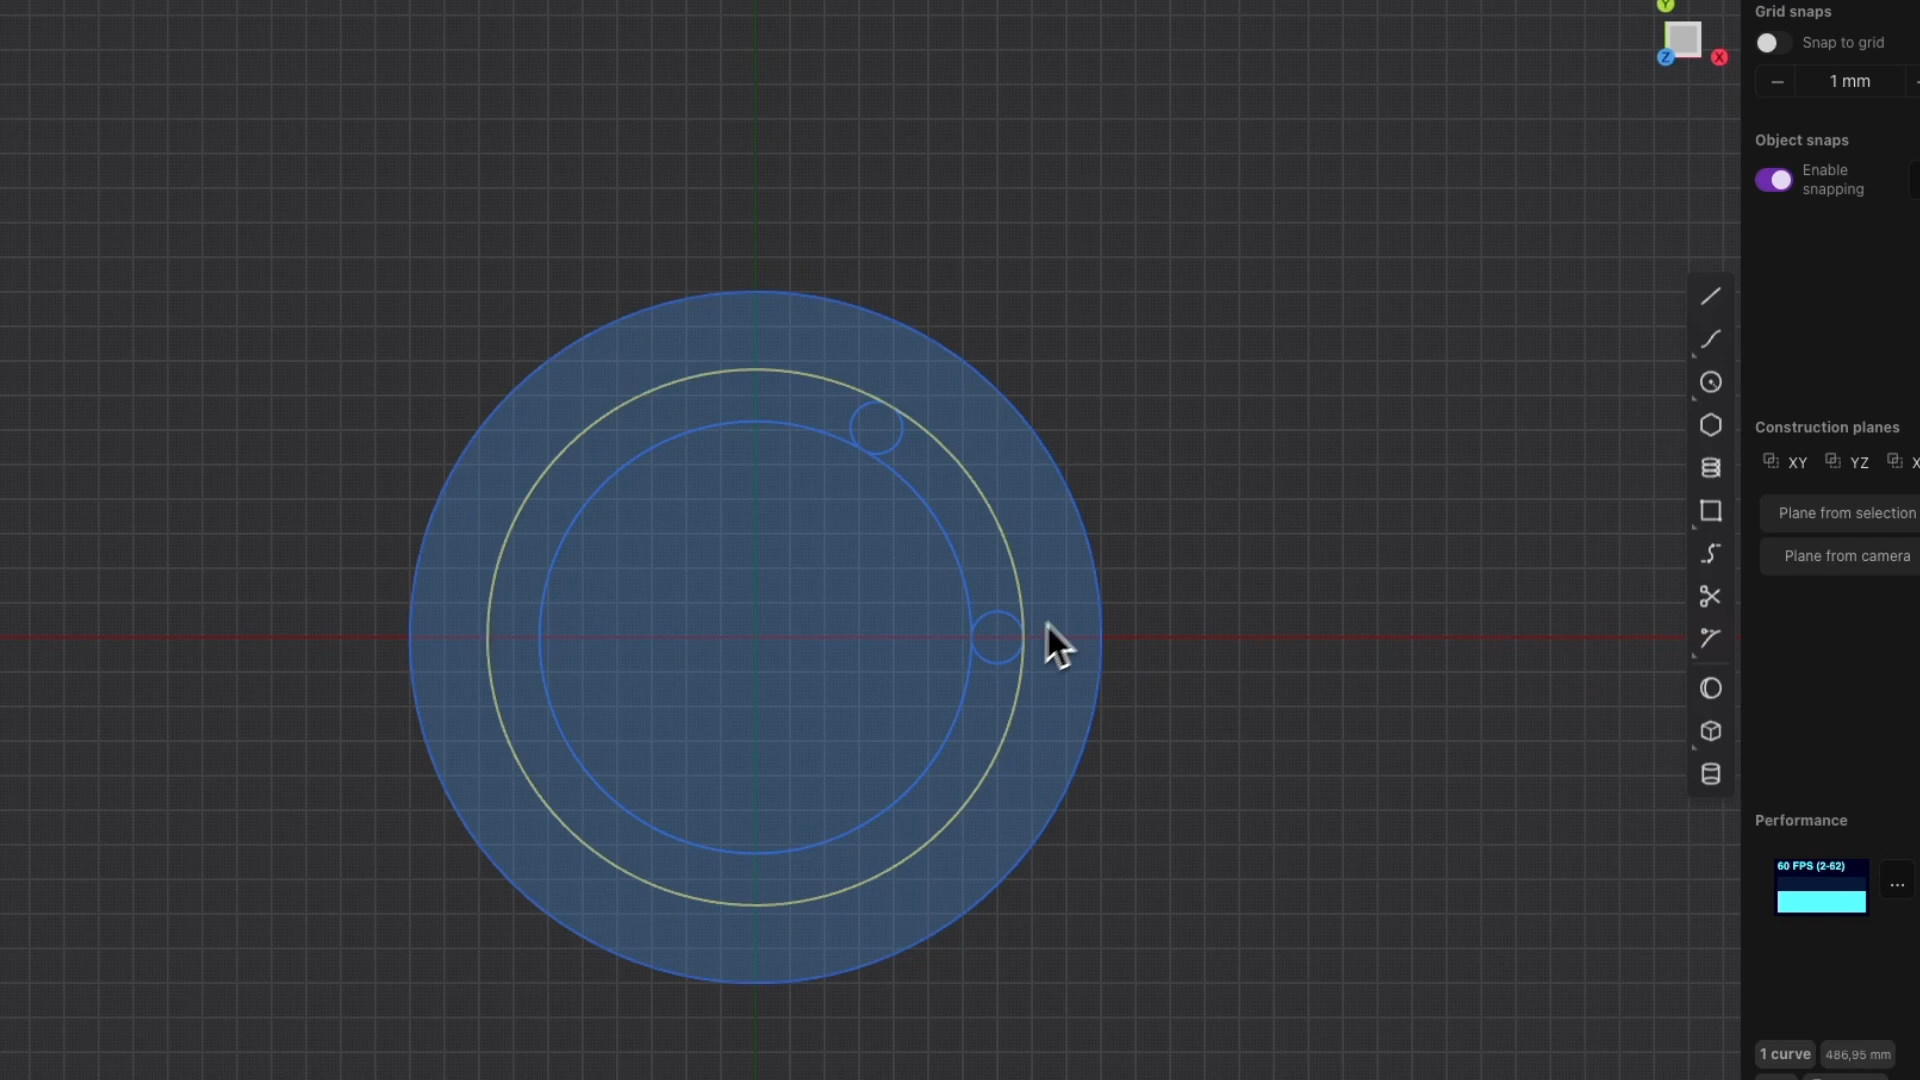 Y
Z
X
Grid snaps
Snap to grid
1 mm
Object snaps
Enable
snapping
Construction planes
XY YZ X
Plane from selection
Plane from camera
Performance
60 FPS (2-62)
...
1 curve 486,95 mm